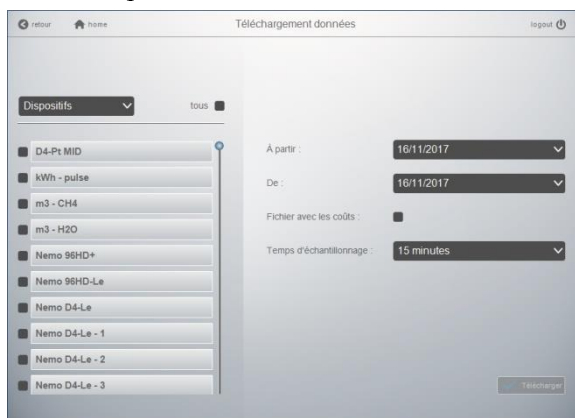 retour home Téléchargement données logout
Dispositifs tous
D4-Pt MID
kWh - pulse
m3 - CH4
m3 - H2O
Nemo 96HD+
Nemo 96HD-Le
Nemo D4-Le
Nemo D4-Le - 1
Nemo D4-Le - 2
Nemo D4-Le - 3
À partir : 16/11/2017
De : 16/11/2017
Fichier avec les coûts :
Temps d'échantillonnage : 15 minutes
Télécharger